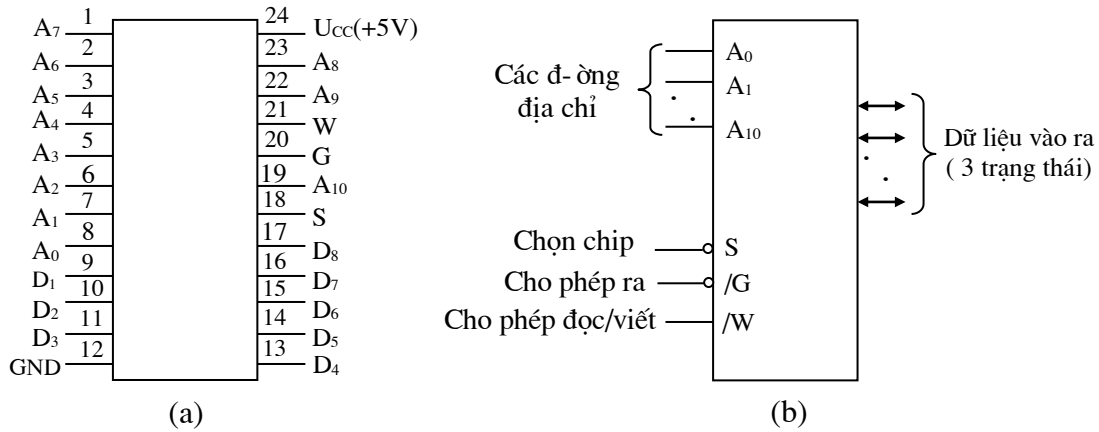 A7 1 24 UCC(+5V)
A6 2 23 A8
A5 3 22 A9
A4 4 21 W
A3 5 20 G
A2 6 19 A10
A1 7 18 S
A0 8 17 D8
D1 9 16 D7
D2 10 15 D6
D3 11 14 D5
GND 12 13 D4
(a)
Các đ- ờng
địa chỉ
A0
A1
A10
Dữ liệu vào ra
( 3 trạng thái)
Chọn chip S
Cho phép ra /G
Cho phép đọc/viết /W
(b)